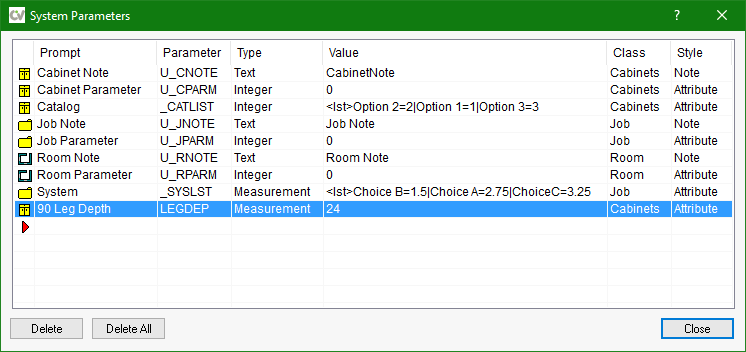 CV System Parameters ?
Prompt Parameter Type Value Class Style
Cabinet Note U_CNOTE Text CabinetNote Cabinets Note
Cabinet Parameter U_CPARM Integer 0 Cabinets Attribute
Catalog _CATLIST Integer <lst>Option 2=2|Option 1=1|Option 3=3 Cabinets Attribute
Job Note U_JNOTE Text Job Note Job Note
Job Parameter U_JPARM Integer 0 Job Attribute
Room Note U_RNOTE Text Room Note Room Note
Room Parameter U_RPARM Integer 0 Room Attribute
System _SYSLST Measurement <lst>Choice B=1.5|Choice A=2.75|ChoiceC=3.25 Job Attribute
90 Leg Depth LEGDEP Measurement 24 Cabinets Attribute
Delete Delete All Close